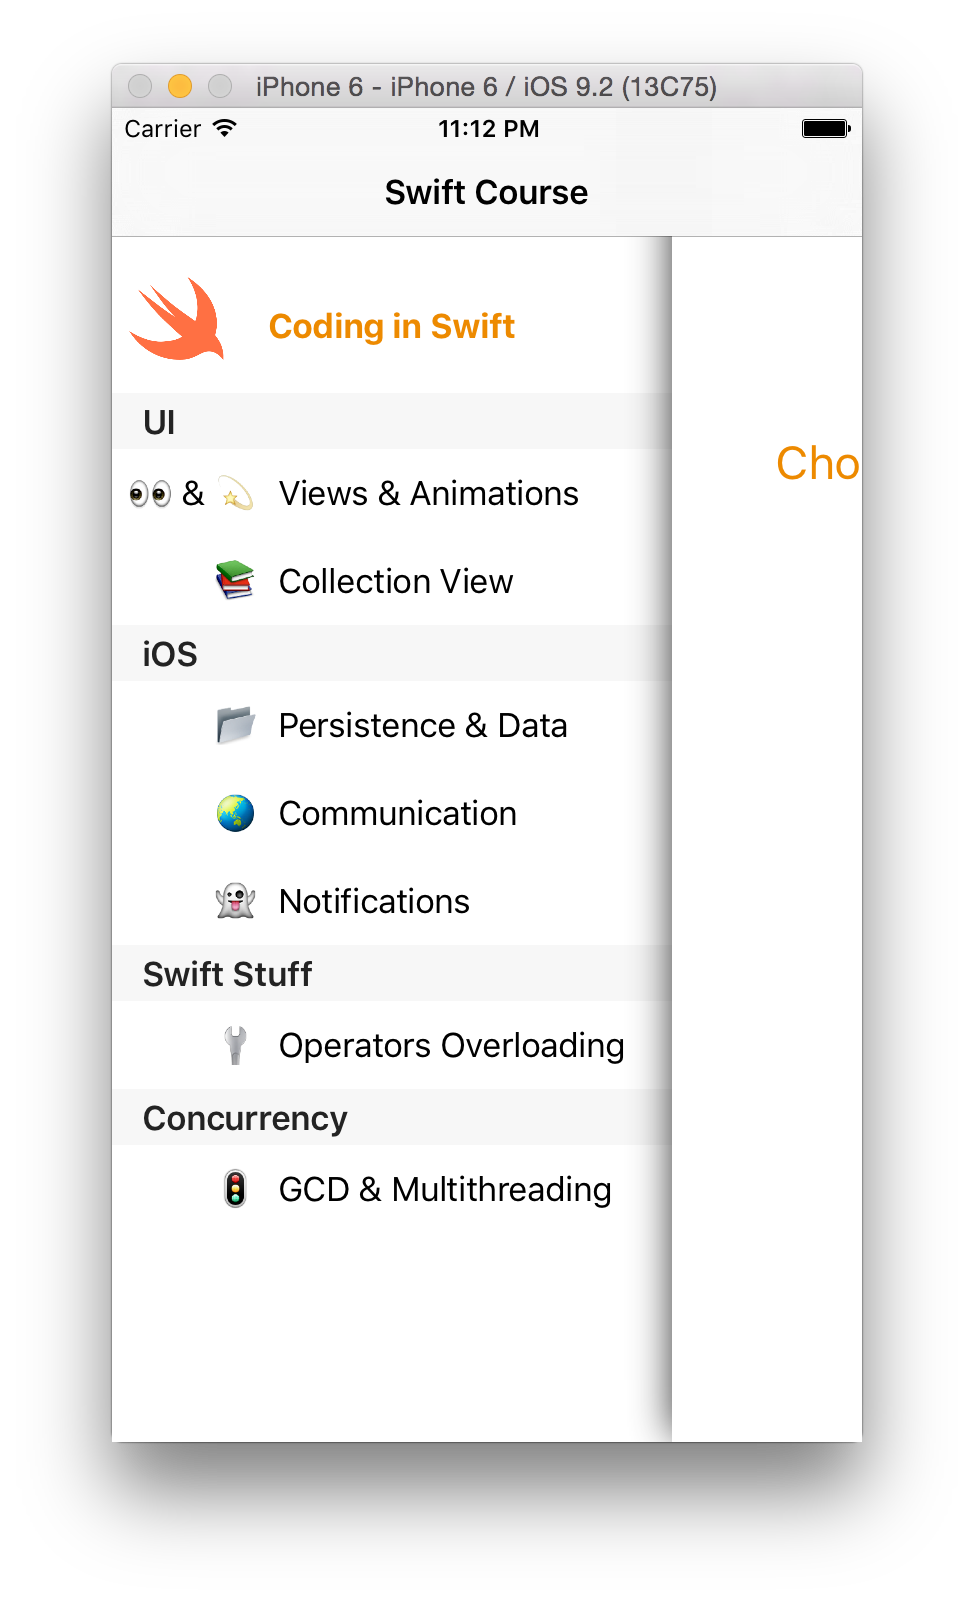 iPhone 6 - iPhone 6 / iOS 9.2 (13C75)
Carrier 11:12 PM
Swift Course
Coding in Swift
Cho
UI
👀 & 💫 Views & Animations
📚 Collection View
iOS
📁 Persistence & Data
🌏 Communication
👻 Notifications
Swift Stuff
🔧 Operators Overloading
Concurrency
🚦 GCD & Multithreading